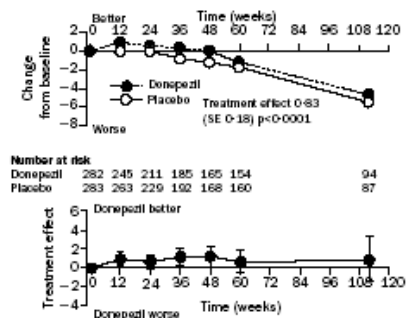 Better
Time (weeks)
0 12 24 36 48 60 72 84 96 108 120
2
0
−2
−4
−6
−8
Change from baseline
Donepezil
Placebo
Treatment effect 0·83
(SE 0·18) p<0·0001
Worse
Number at risk
Donepezil 282 245 211 185 165 154 94
Placebo 283 263 229 192 168 160 87
6
4
2
0
−2
−4
Treatment effect
Donepezil better
0 12 24 36 48 60 72 84 96 108 120
Time (weeks)
Donepezil worse